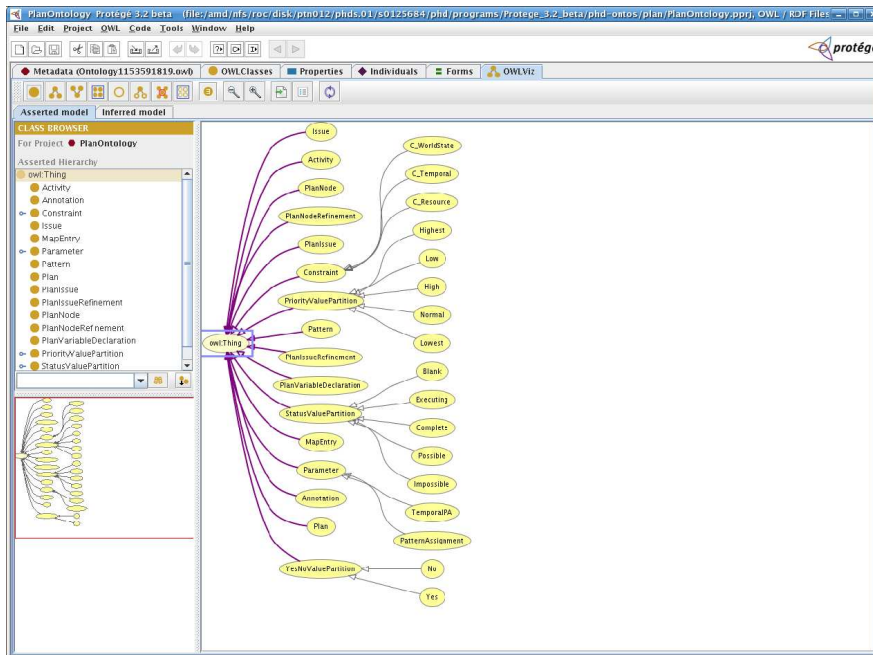 PlanOntology Protégé 3.2 beta (file:/amd/nfs/roc/disk/ptn012/phds.01/s0125684/phd/programs/Protege_3.2_beta/phd-ontos/plan/PlanOntology.pprj, OWL / RDF Files
File Edit Project OWL Code Tools Window Help
protégé
Metadata (Ontology1153591819.owl) OWLClasses Properties Individuals Forms OWLViz
Asserted model Inferred model
CLASS BROWSER
For Project PlanOntology
Asserted Hierarchy
owl:Thing
Activity
Annotation
Constraint
Issue
MapEntry
Parameter
Pattern
Plan
PlanIssue
PlanIssueRefinement
PlanNode
PlanNodeRefinement
PlanVariableDeclaration
PriorityValuePartition
StatusValuePartition
Issue
Activity
PlanNode
PlanNodeRefinement
PlanIssue
Constraint
PriorityValuePartition
Pattern
owl:Thing
PlanIssueRefinement
PlanVariableDeclaration
StatusValuePartition
MapEntry
Parameter
Annotation
Plan
YesNoValuePartition
C_WorldState
C_Temporal
C_Resource
Highest
Low
High
Normal
Lowest
Blank
Executing
Complete
Possible
Impossible
TemporalPA
PatternAssignment
No
Yes